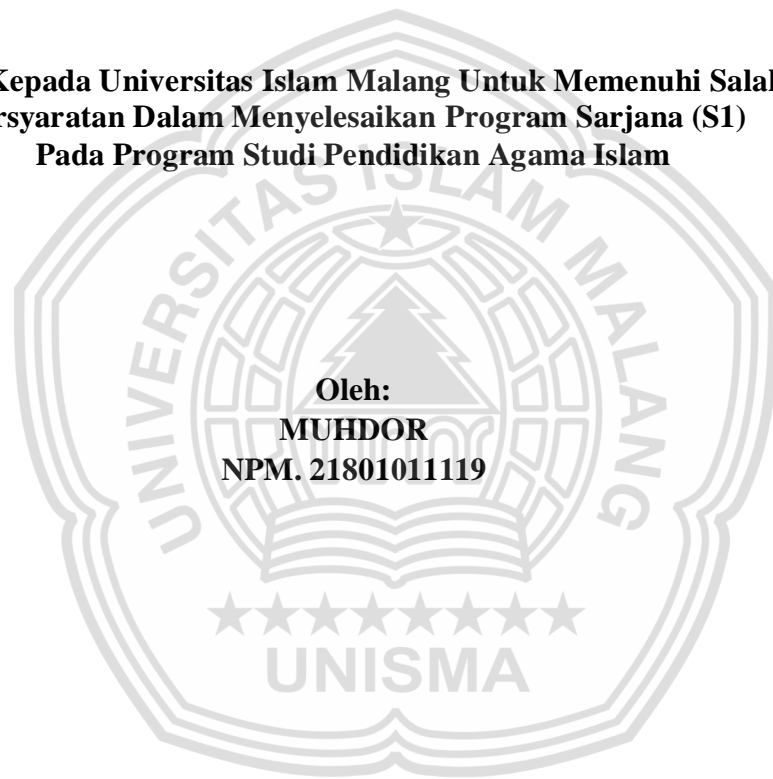 Kepada Universitas Islam Malang Untuk Memenuhi
Dalam Menyelesaikan Program Sarjana (S1)
Pada Program Studi Pendidikan Agama Islam
UNIVERSITAS ISLAM MALANG
Oleh:
MUHDOR
NPM. 21801011119
UNISMA